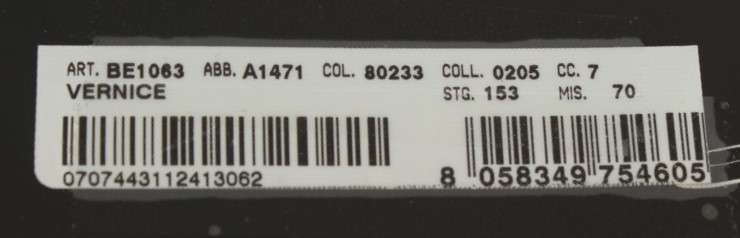 ART. BE1063 ABB. A1471 COL. 80233 COLL. 0205 CC. 7
VERNICE STG. 153 MIS. 70
0707443112413062
8 058349 754605